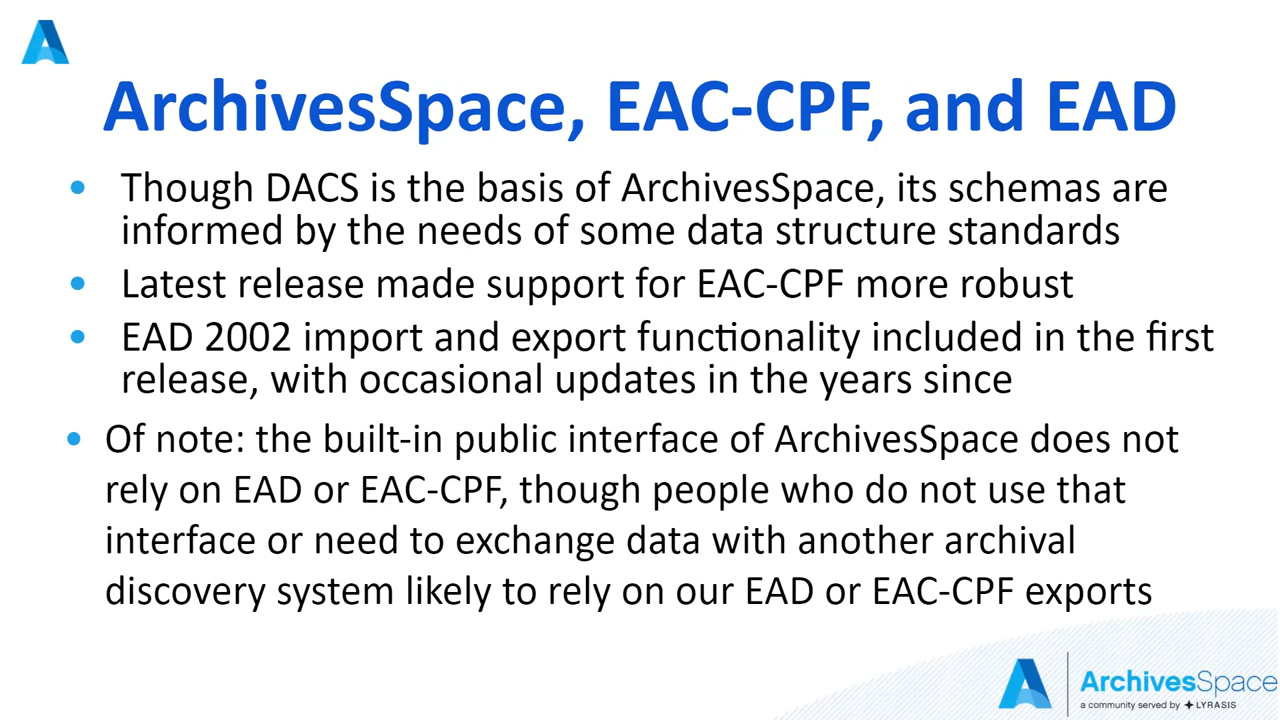 ArchivesSpace, EAC-CPF, and EAD
• Though DACS is the basis of ArchivesSpace, its schemas are
informed by the needs of some data structure standards
• Latest release made support for EAC-CPF more robust
• EAD 2002 import and export functionality included in the first
release, with occasional updates in the years since
• Of note: the built-in public interface of ArchivesSpace does not
rely on EAD or EAC-CPF, though people who do not use that
interface or need to exchange data with another archival
discovery system likely to rely on our EAD or EAC-CPF exports
ArchivesSpace
a community served by LYRASIS